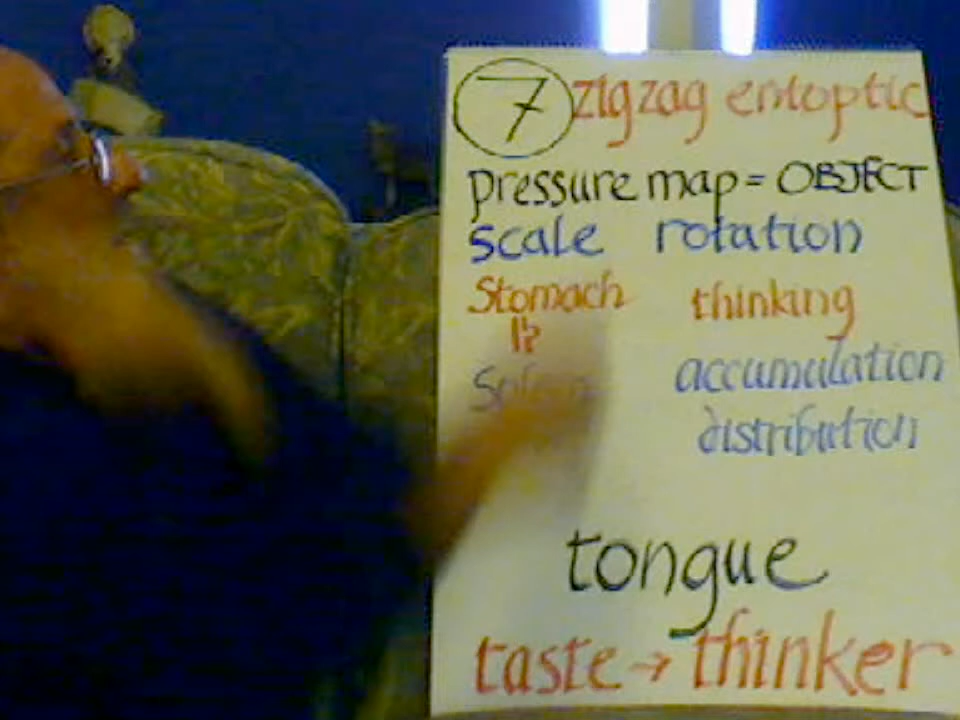 7 zigzag entoptic
pressure map = OBJECT
scale rotation
Stomach thinking
accumulation
distribution
tongue
taste → thinker